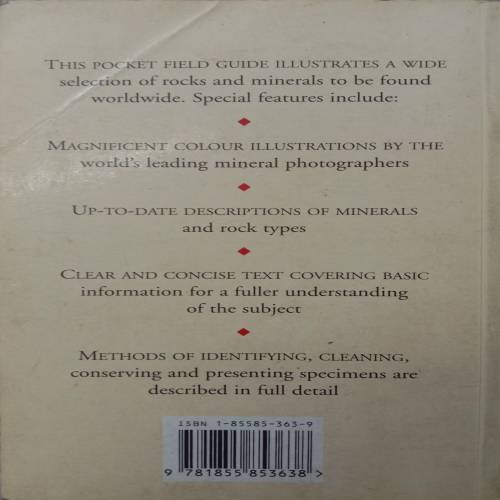 THIS POCKET FIELD GUIDE ILLUSTRATES A WIDE
selection of rocks and minerals to be found
worldwide. Special features include:
MAGNIFICENT COLOUR ILLUSTRATIONS BY THE
world's leading mineral photographers
UP-TO-DATE DESCRIPTIONS OF MINERALS
and rock types
CLEAR AND CONCISE TEXT COVERING BASIC
information for a fuller understanding
of the subject
METHODS OF IDENTIFYING, CLEANING,
conserving and presenting specimens are
described in full detail
ISBN 1-85585-363-9
9 781855 853638 >